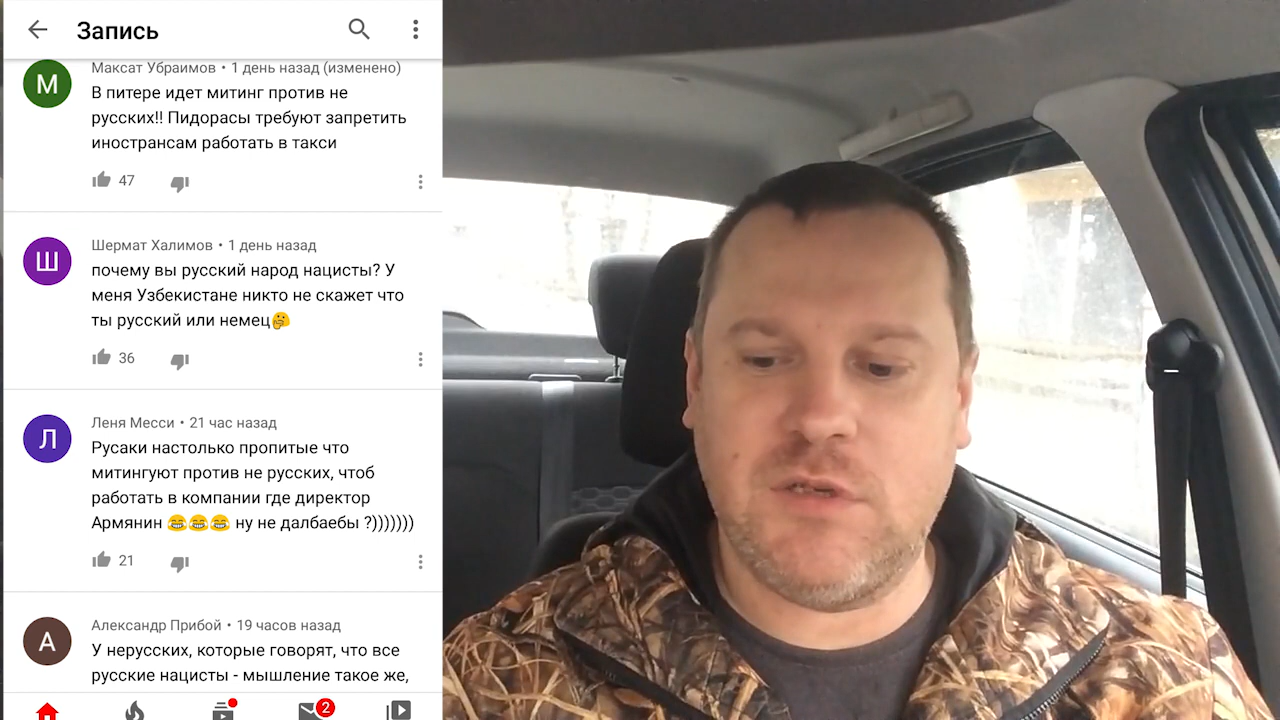 Запись
М
Максат Убраимов • 1 день назад (изменено)
В питере идет митинг против не
русских!! Пидорасы требуют запретить
инострансам работать в такси
47
Ш
Шермат Халимов • 1 день назад
почему вы русский народ нацисты? У
меня Узбекистане никто не скажет что
ты русский или немец🤔
36
Л
Леня Месси • 21 час назад
Русаки настолько пропитые что
митингуют против не русских, чтоб
работать в компании где директор
Армянин 😂😂😂 ну не далбаебы ?)))))))
21
А
Александр Прибой • 19 часов назад
У нерусских, которые говорят, что все
русские нацисты - мышление такое же,
2